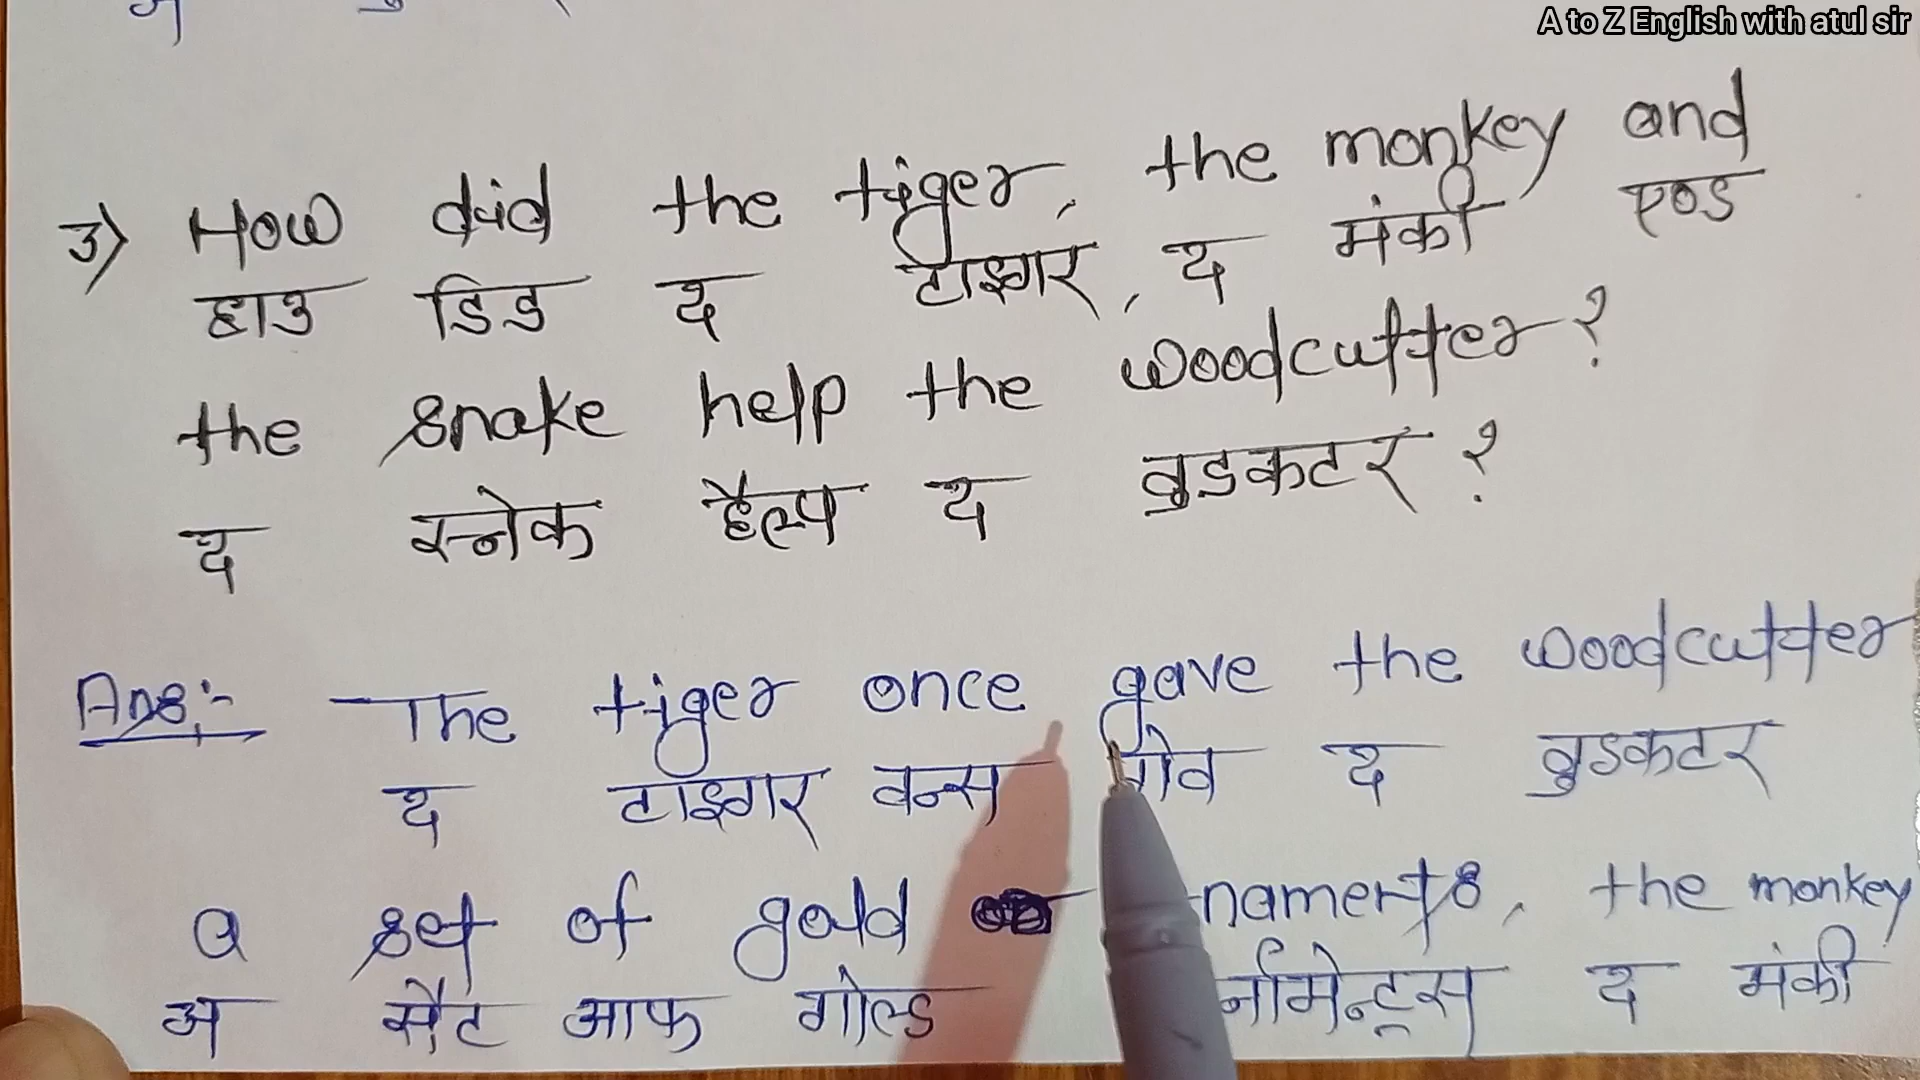 A to Z English with atul sir
3) How did the tiger, the monkey and
हाउ डिड द टाइगर, द मंकी एण्ड
the snake help the woodcutter?
द स्नेक हैल्प द वुडकटर?
Ans:- The tiger once gave the woodcutter
द टाइगर वन्स गेव द वुडकटर
a set of gold naments, the monkey
अ सैट आफ गोल्ड र्नामेन्ट्स द मंकी